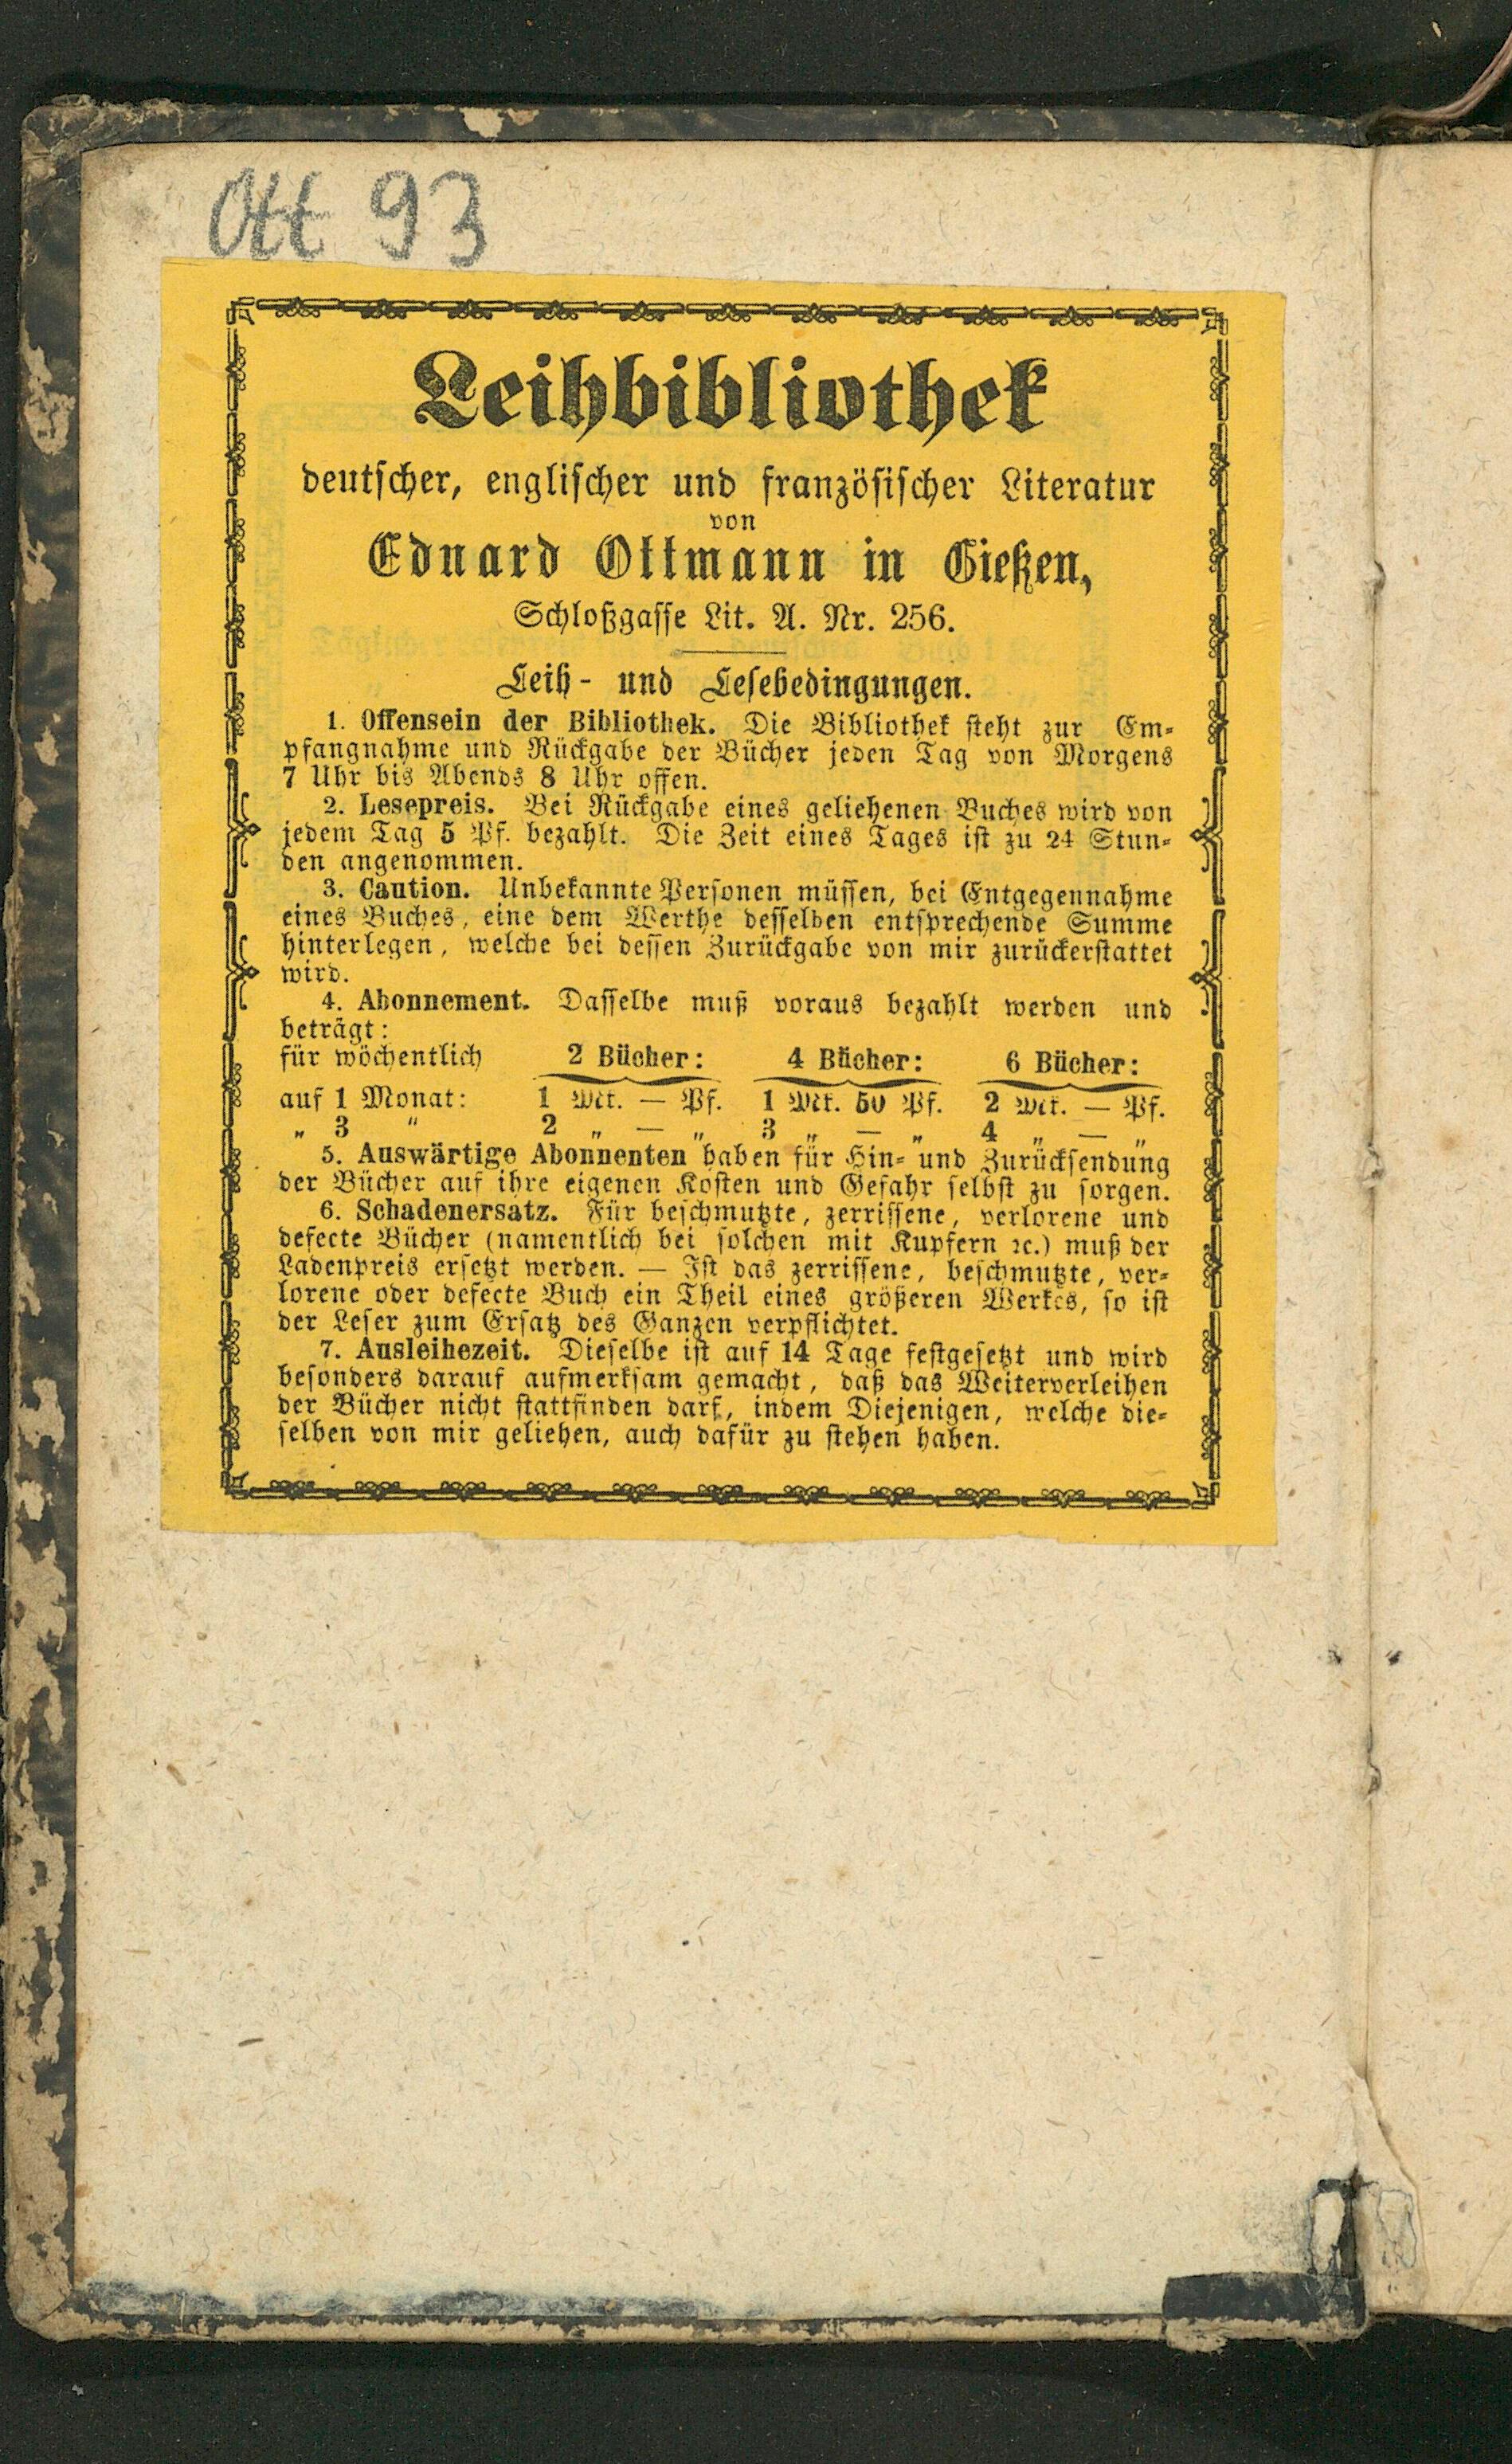 Ott 93
Leihbibliothek
deutscher, englischer und französischer Literatur
von
Eduard Ottmann in Gießen,
Schloßgasse Lit. A. Nr. 256.
Leih- und Lesebedingungen.
1. Offensein der Bibliothek. Die Bibliothek steht zur Em-
pfangnahme und Rückgabe der Bücher jeden Tag von Morgens
7 Uhr bis Abends 8 Uhr offen.
2. Lesepreis. Bei Rückgabe eines geliehenen Buches wird von
jedem Tag 5 Pf. bezahlt. Die Zeit eines Tages ist zu 24 Stun-
den angenommen.
3. Caution. Unbekannte Personen müssen, bei Entgegennahme
eines Buches, eine dem Werthe desselben entsprechende Summe
hinterlegen, welche bei dessen Zurückgabe von mir zurückerstattet
wird.
4. Abonnement. Dasselbe muß voraus bezahlt werden und
beträgt:
für wöchentlich 2 Bücher: 4 Bücher: 6 Bücher:
auf 1 Monat: 1 Mk. — Pf. 1 Mk. 50 Pf. 2 Mk. — Pf.
„ 3 " 2 „ — „ 3 „ — „ 4 „ — „
5. Auswärtige Abonnenten haben für Hin- und Zurücksendung
der Bücher auf ihre eigenen Kosten und Gefahr selbst zu sorgen.
6. Schadenersatz. Für beschmutzte, zerrissene, verlorene und
defecte Bücher (namentlich bei solchen mit Kupfern ꝛc.) muß der
Ladenpreis ersetzt werden. — Ist das zerrissene, beschmutzte, ver-
lorene oder defecte Buch ein Theil eines größeren Werkes, so ist
der Leser zum Ersatz des Ganzen verpflichtet.
7. Ausleihezeit. Dieselbe ist auf 14 Tage festgesetzt und wird
besonders darauf aufmerksam gemacht, daß das Weiterverleihen
der Bücher nicht stattfinden darf, indem Diejenigen, welche die-
selben von mir geliehen, auch dafür zu stehen haben.